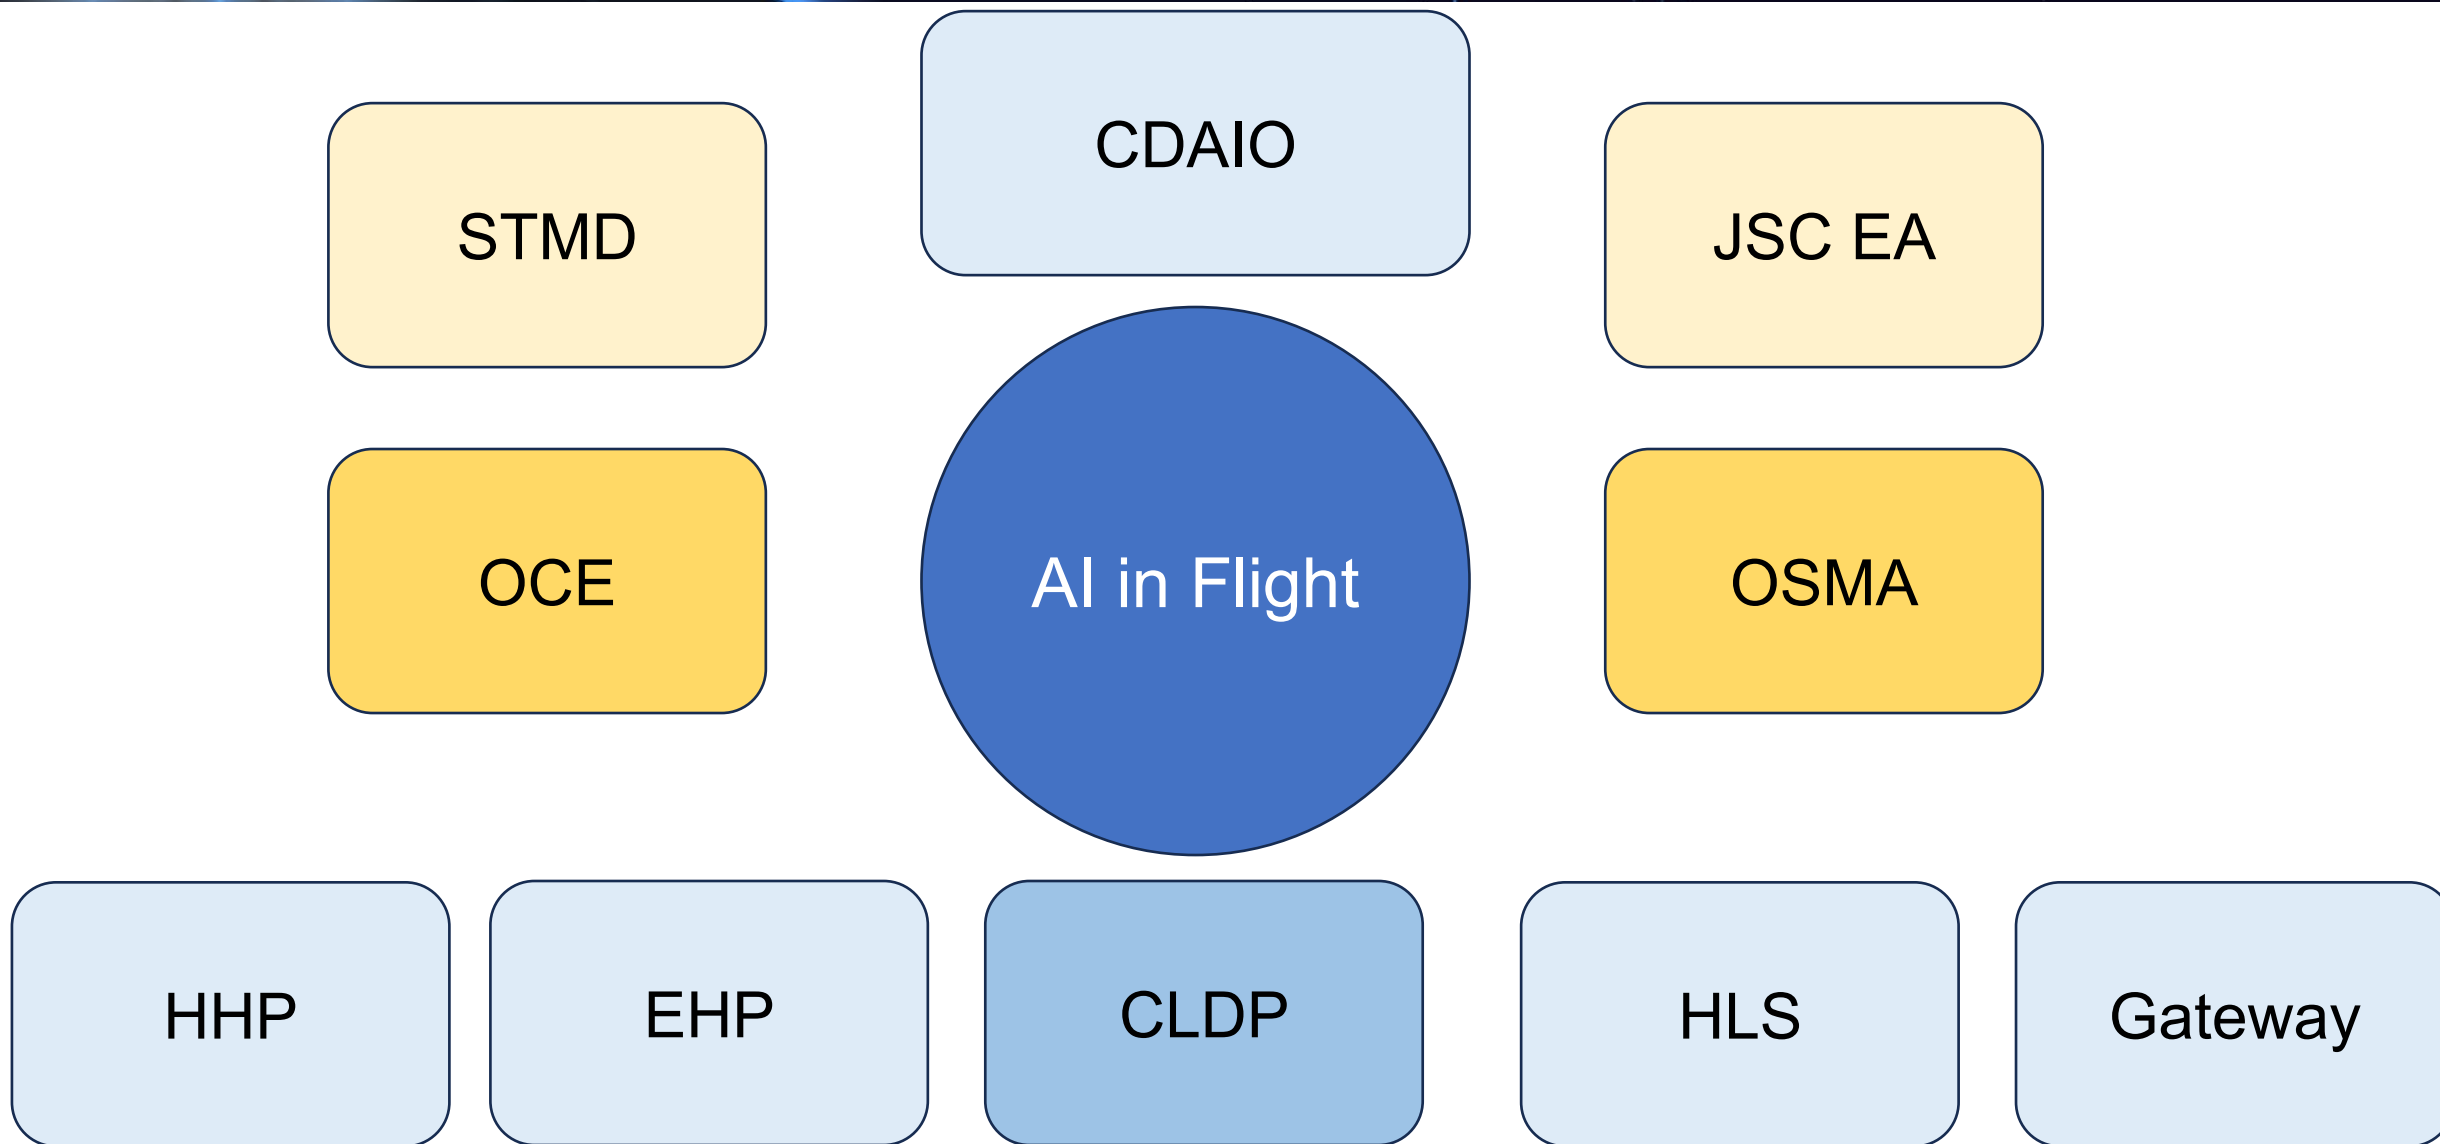 CDAIO
STMD
JSC EA
OCE
AI in Flight
OSMA
HHP
EHP
CLDP
HLS
Gateway